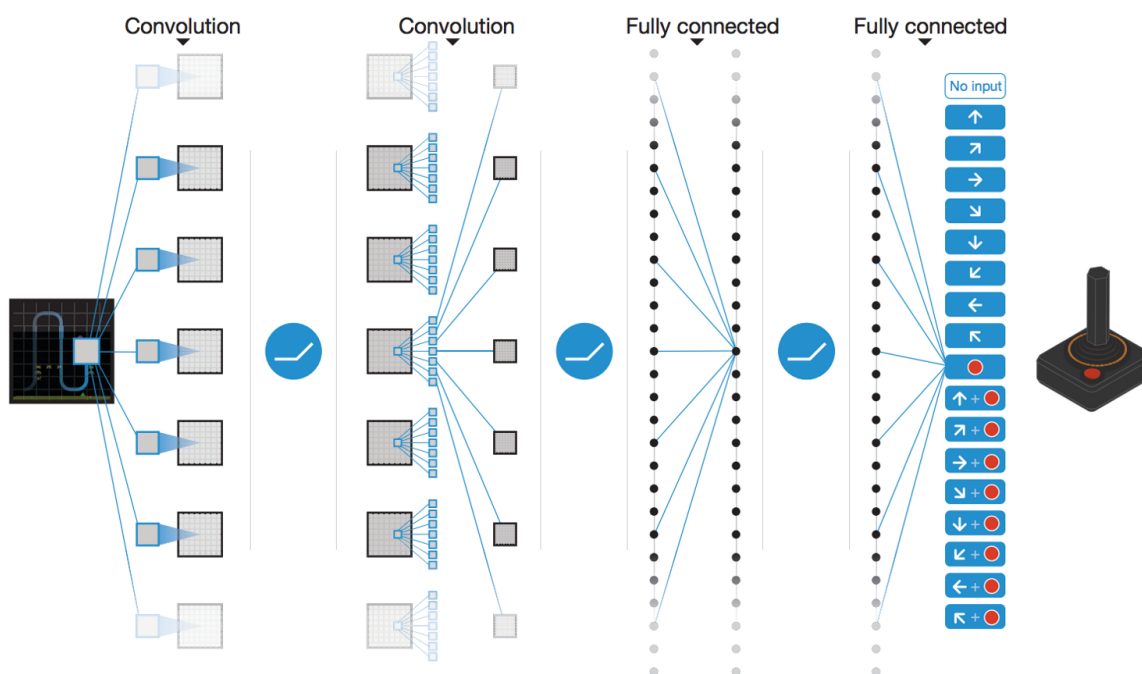 Convolution
Convolution
Fully connected
Fully connected
No input
+
+
+
+
+
+
+
+